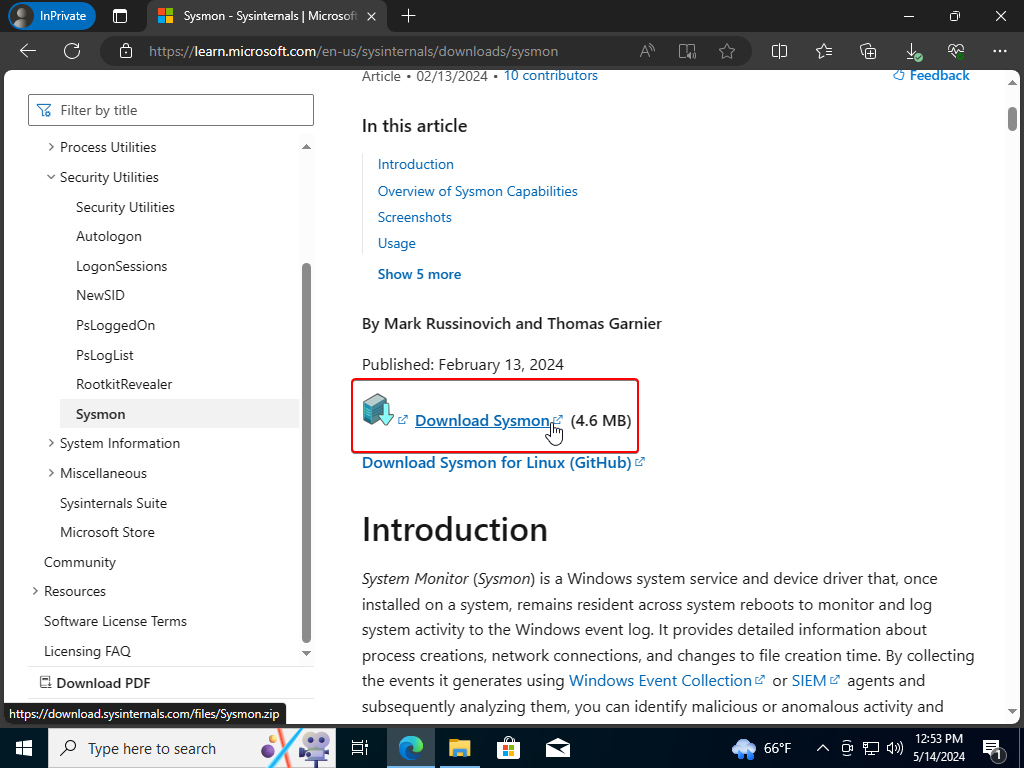 InPrivate
Sysmon - Sysinternals | Microsoft
https://learn.microsoft.com/en-us/sysinternals/downloads/sysmon
Article • 02/13/2024 • 10 contributors
Feedback
Filter by title
Process Utilities
Security Utilities
Security Utilities
Autologon
LogonSessions
NewSID
PsLoggedOn
PsLogList
RootkitRevealer
Sysmon
System Information
Miscellaneous
Sysinternals Suite
Microsoft Store
Community
Resources
Software License Terms
Licensing FAQ
Download PDF
In this article
Introduction
Overview of Sysmon Capabilities
Screenshots
Usage
Show 5 more
By Mark Russinovich and Thomas Garnier
Published: February 13, 2024
Download Sysmon (4.6 MB)
Download Sysmon for Linux (GitHub)
Introduction
System Monitor (Sysmon) is a Windows system service and device driver that, once
installed on a system, remains resident across system reboots to monitor and log
system activity to the Windows event log. It provides detailed information about
process creations, network connections, and changes to file creation time. By collecting
the events it generates using Windows Event Collection or SIEM agents and
subsequently analyzing them, you can identify malicious or anomalous activity and
https://download.sysinternals.com/files/Sysmon.zip
Type here to search
66°F
12:53 PM
5/14/2024
1